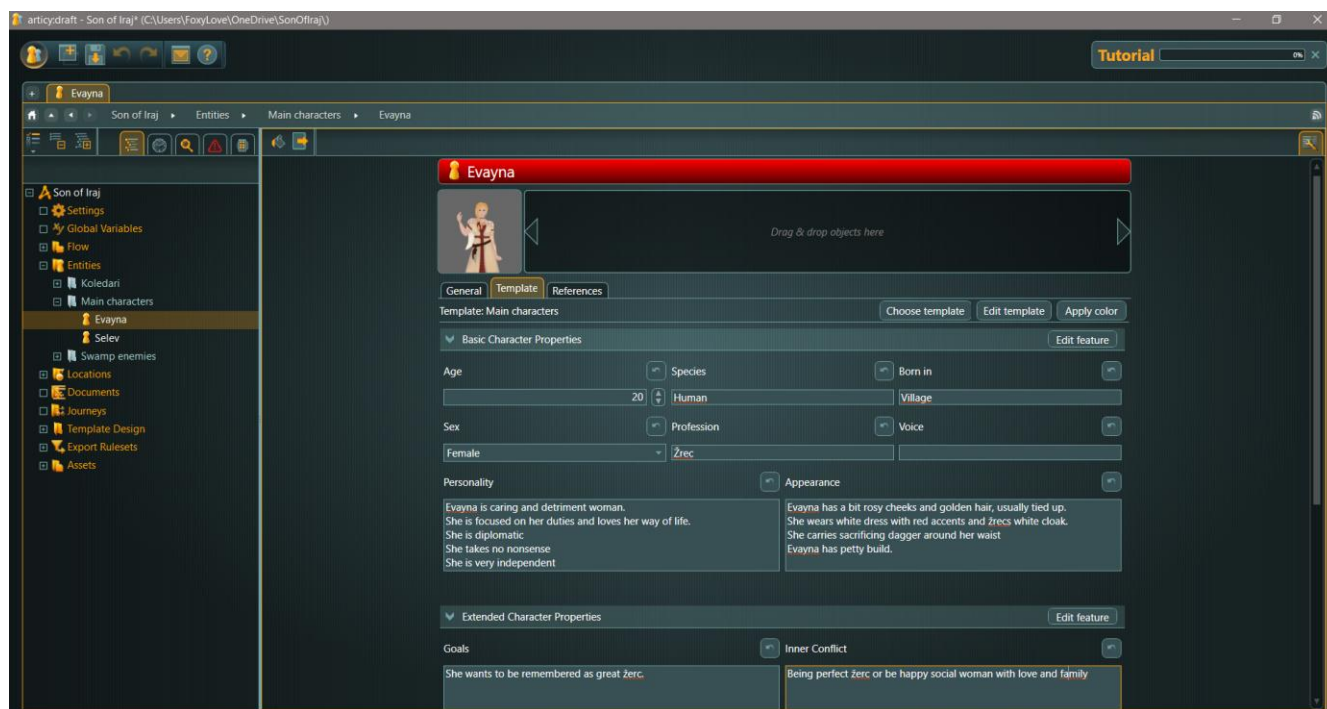 articy:draft - Son of Iraj* (C:\Users\FoxyLove\OneDrive\SonOfIraj\)
Tutorial 0%
Evayna
Son of Iraj Entities Main characters Evayna
Evayna
Son of Iraj
Settings
Global Variables
Flow
Entities
Koledari
Main characters
Evayna
Selev
Swamp enemies
Locations
Documents
Journeys
Template Design
Export Rulesets
Assets
Drag & drop objects here
General Template References
Template: Main characters Choose template Edit template Apply color
Basic Character Properties Edit feature
Age Species Born in
20 Human Village
Sex Profession Voice
Female Žrec
Personality Appearance
Evayna is caring and detriment woman.
She is focused on her duties and loves her way of life.
She is diplomatic
She takes no nonsense
She is very independent
Evayna has a bit rosy cheeks and golden hair, usually tied up.
She wears white dress with red accents and žrecs white cloak.
She carries sacrificing dagger around her waist
Evayna has petty build.
Extended Character Properties Edit feature
Goals Inner Conflict
She wants to be remembered as great žerc.
Being perfect žerc or be happy social woman with love and family